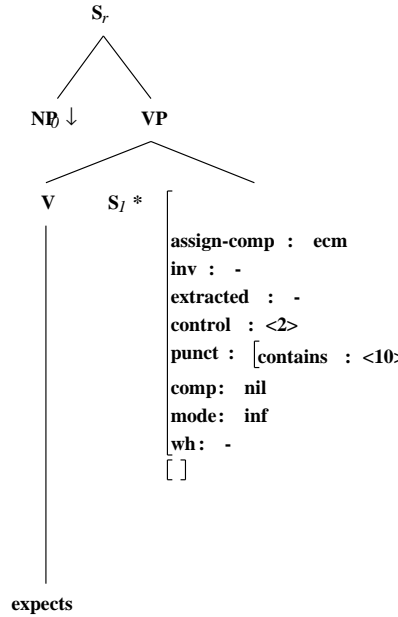 S_r
NP_0 ↓ VP
V S_1 *
assign-comp : ecm
inv : -
extracted : -
control : <2>
punct : [contains : <10>
comp: nil
mode: inf
wh: -
[ ]
expects